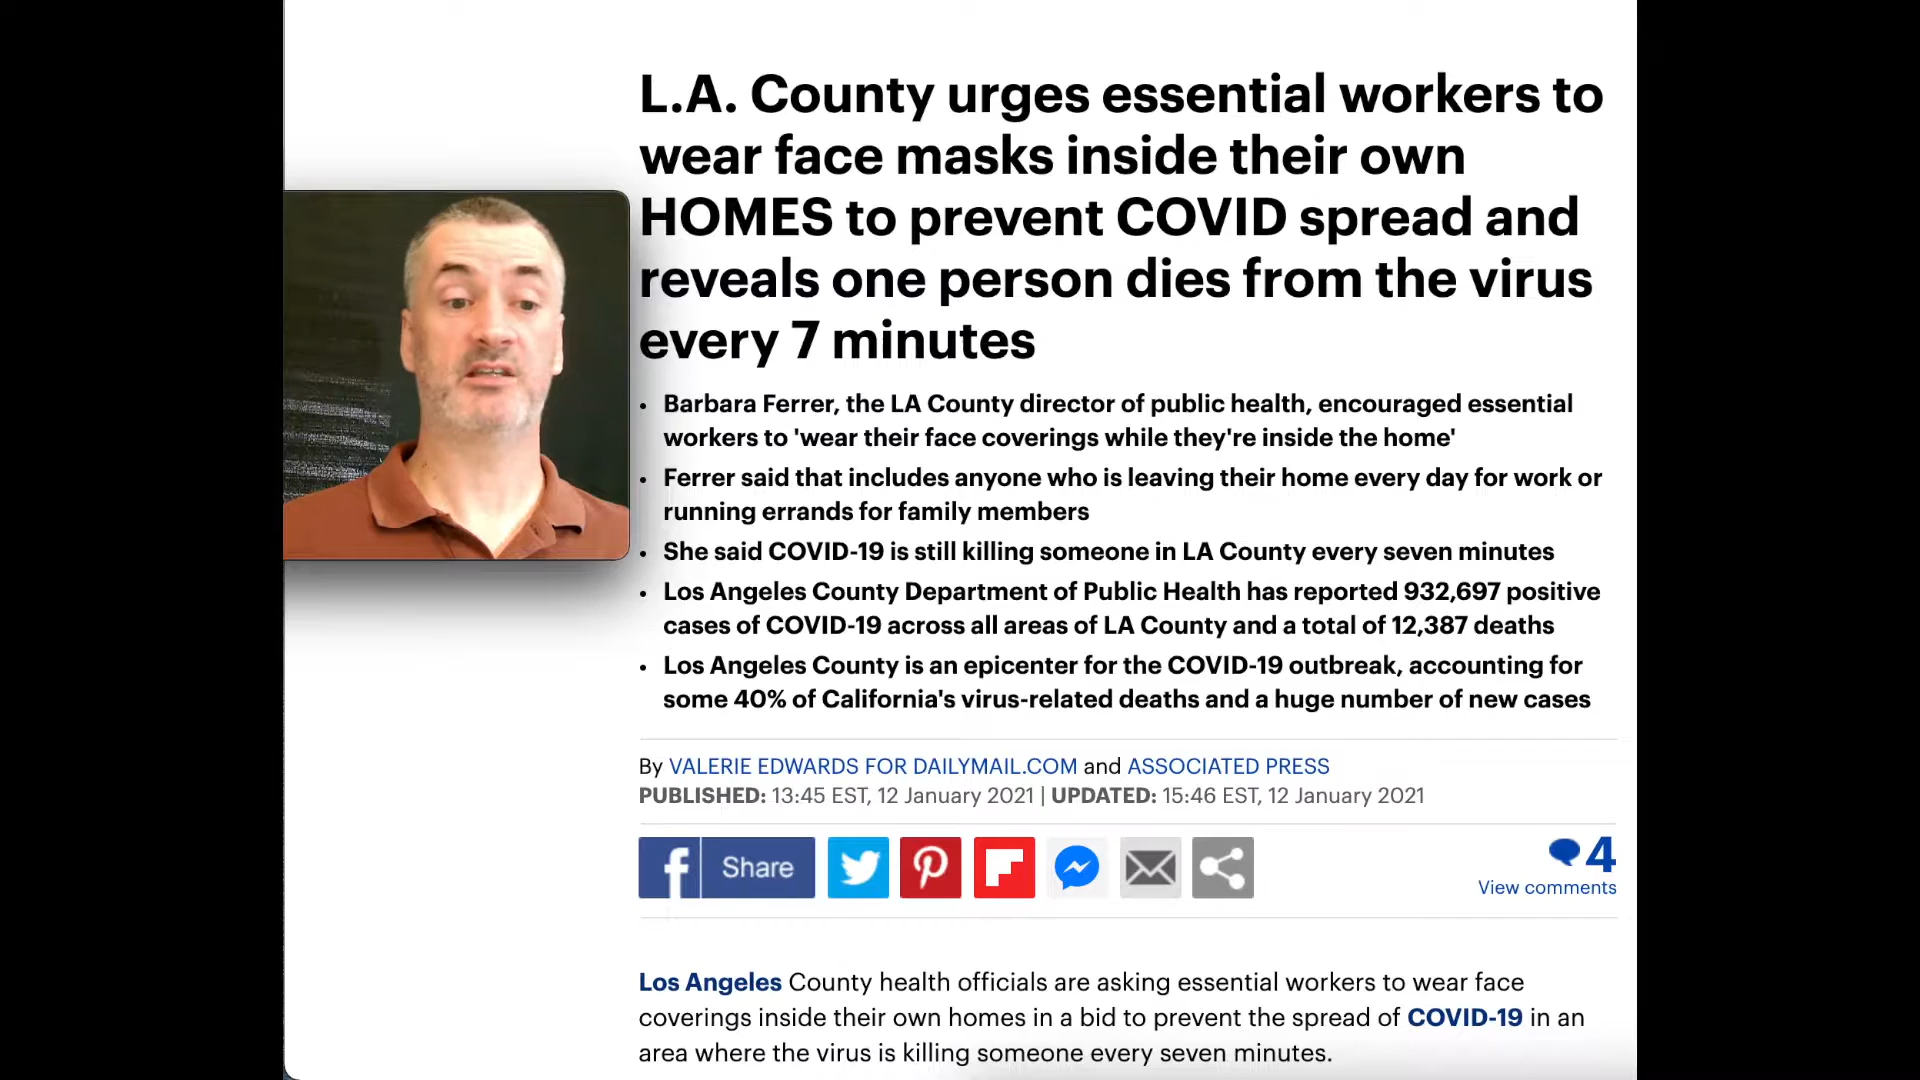 L.A. County urges essential workers to
wear face masks inside their own
HOMES to prevent COVID spread and
reveals one person dies from the virus
every 7 minutes
• Barbara Ferrer, the LA County director of public health, encouraged essential
workers to 'wear their face coverings while they're inside the home'
• Ferrer said that includes anyone who is leaving their home every day for work or
running errands for family members
• She said COVID-19 is still killing someone in LA County every seven minutes
• Los Angeles County Department of Public Health has reported 932,697 positive
cases of COVID-19 across all areas of LA County and a total of 12,387 deaths
• Los Angeles County is an epicenter for the COVID-19 outbreak, accounting for
some 40% of California's virus-related deaths and a huge number of new cases
By VALERIE EDWARDS FOR DAILYMAIL.COM and ASSOCIATED PRESS
PUBLISHED: 13:45 EST, 12 January 2021 | UPDATED: 15:46 EST, 12 January 2021
Share
4
View comments
Los Angeles County health officials are asking essential workers to wear face
coverings inside their own homes in a bid to prevent the spread of COVID-19 in an
area where the virus is killing someone every seven minutes.